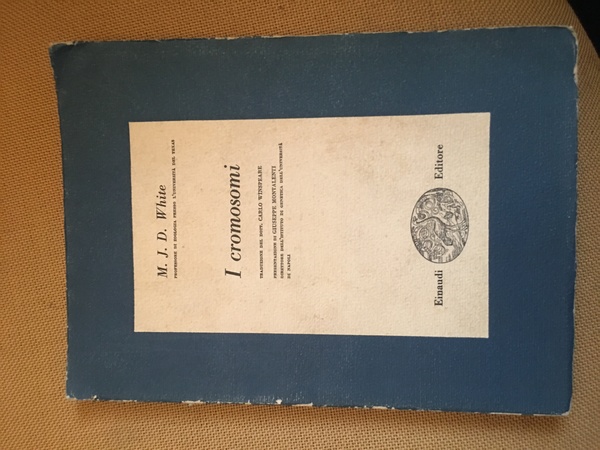 M. J. D. White
PROFESSORE DI ZOOLOGIA PRESSO L'UNIVERSITÀ DEL TEXAS
I cromosomi
TRADUZIONE DEL DOTT. CARLO WINSPEARE
PRESENTAZIONE DI GIUSEPPE MONTALENTI
DIRETTORE DELL'ISTITUTO DI GENETICA DELL'UNIVERSITÀ
DI NAPOLI
Einaudi Editore